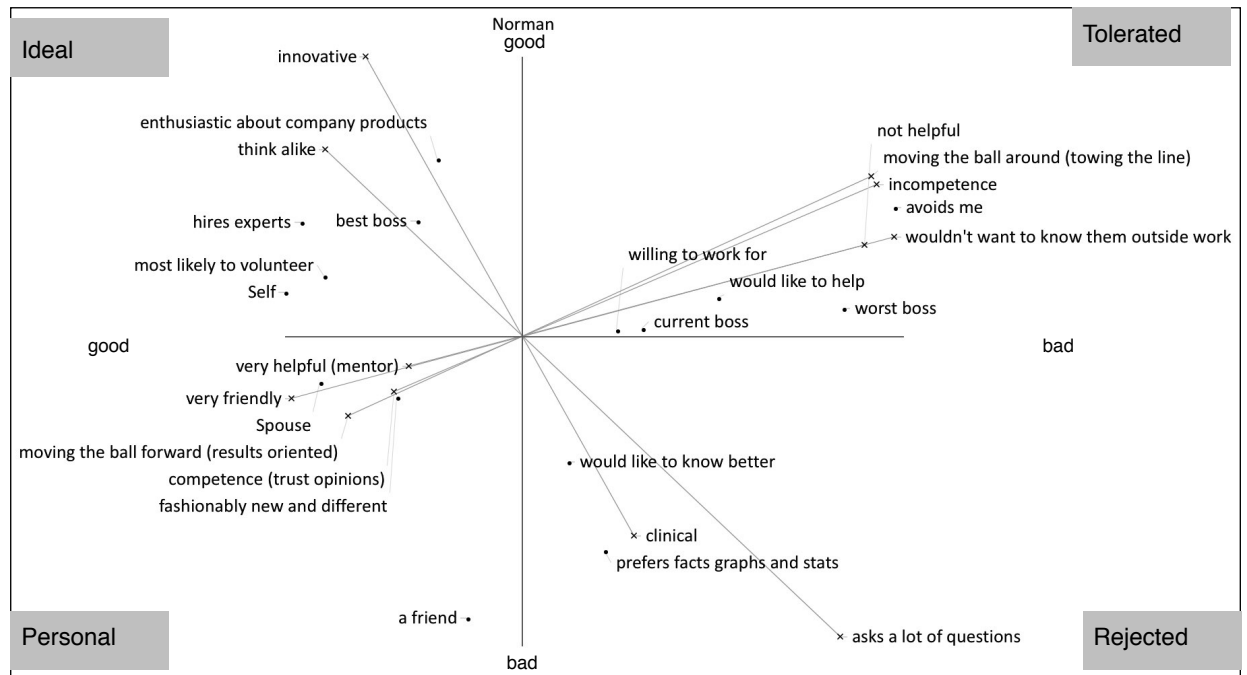 Norman
good
Ideal
Tolerated
innovative
enthusiastic about company products
think alike
not helpful
moving the ball around (towing the line)
incompetence
avoids me
hires experts
best boss
wouldn't want to know them outside work
willing to work for
most likely to volunteer
would like to help
Self
worst boss
current boss
good
bad
very helpful (mentor)
very friendly
Spouse
moving the ball forward (results oriented)
would like to know better
competence (trust opinions)
fashionably new and different
clinical
prefers facts graphs and stats
a friend
Personal
asks a lot of questions
Rejected
bad